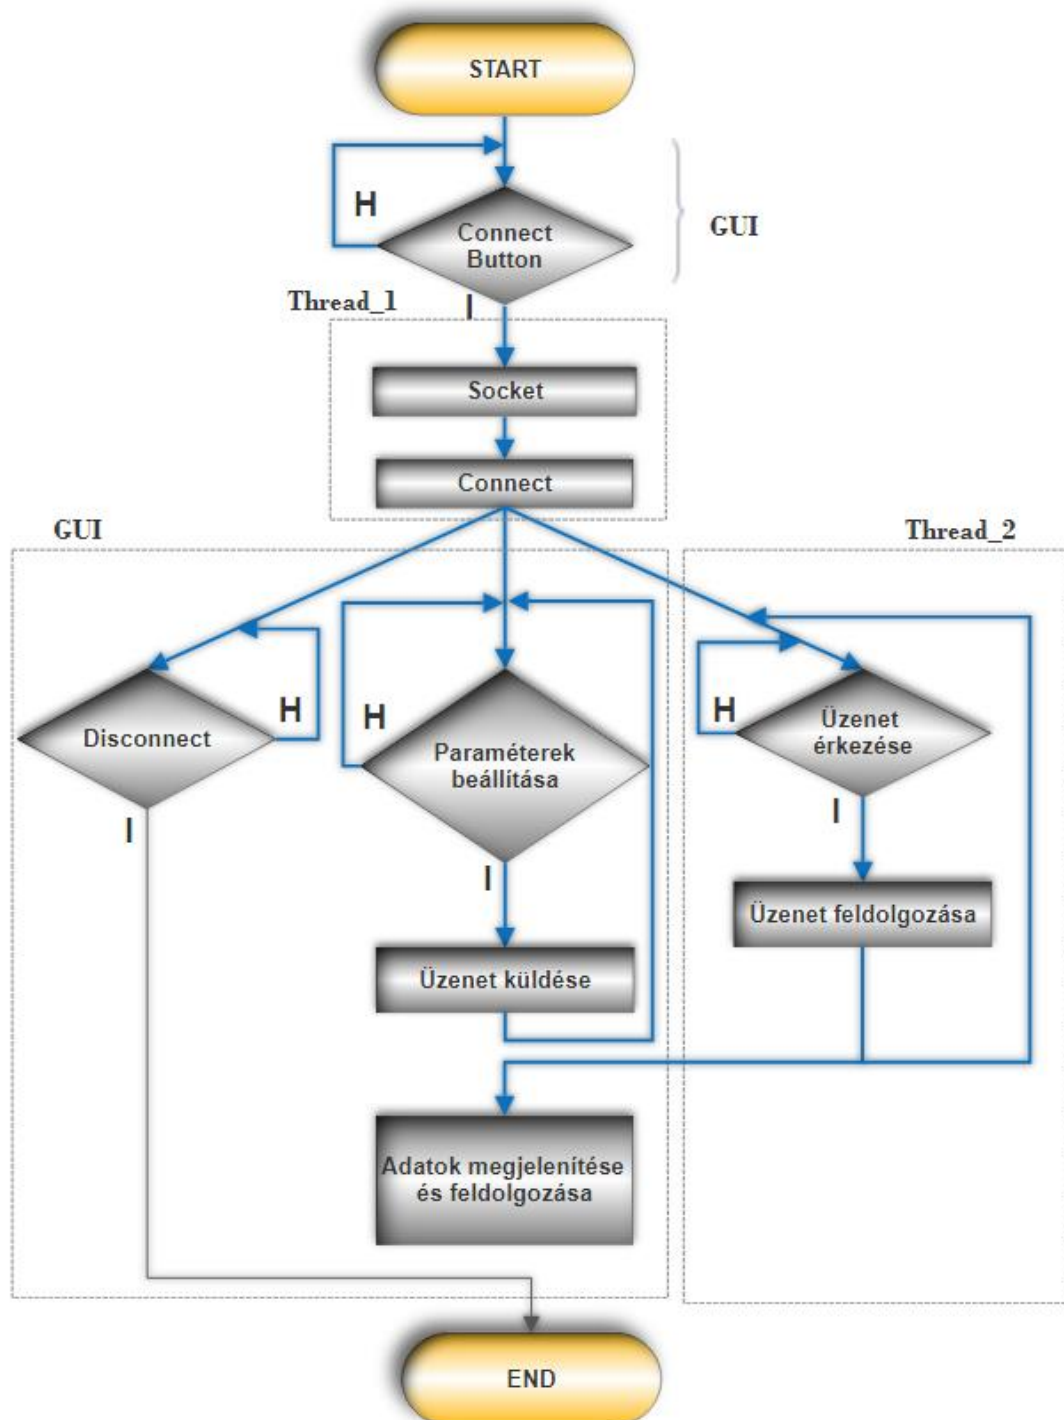 START
H
Connect
Button
GUI
I
Thread_1
Socket
Connect
GUI
Thread_2
Disconnect
H
I
H
Paraméterek
beállítása
I
Üzenet küldése
H
Üzenet
érkezése
I
Üzenet feldolgozása
Adatok megjelenítése
és feldolgozása
END